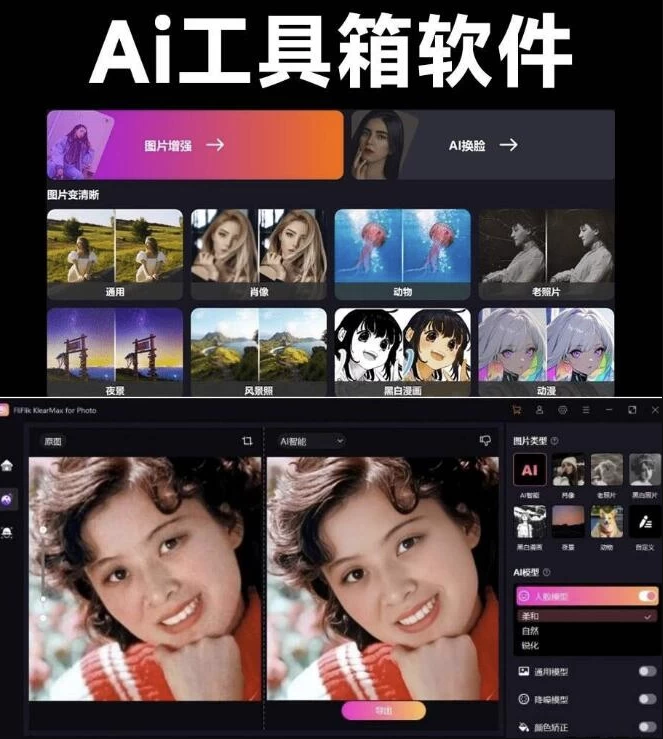 Ai工具箱软件
图片增强
AI换脸
图片变清晰
通用
肖像
动物
老照片
夜景
风景照
黑白漫画
动漫
FliFlik KlearMax for Photo
原图
AI智能
图片类型
AI
AI智能
肖像
老照片
黑白照片
黑白漫画
夜景
动物
自定义
AI模型
人脸模型
柔和
自然
锐化
通用模型
降噪模型
颜色矫正
导出